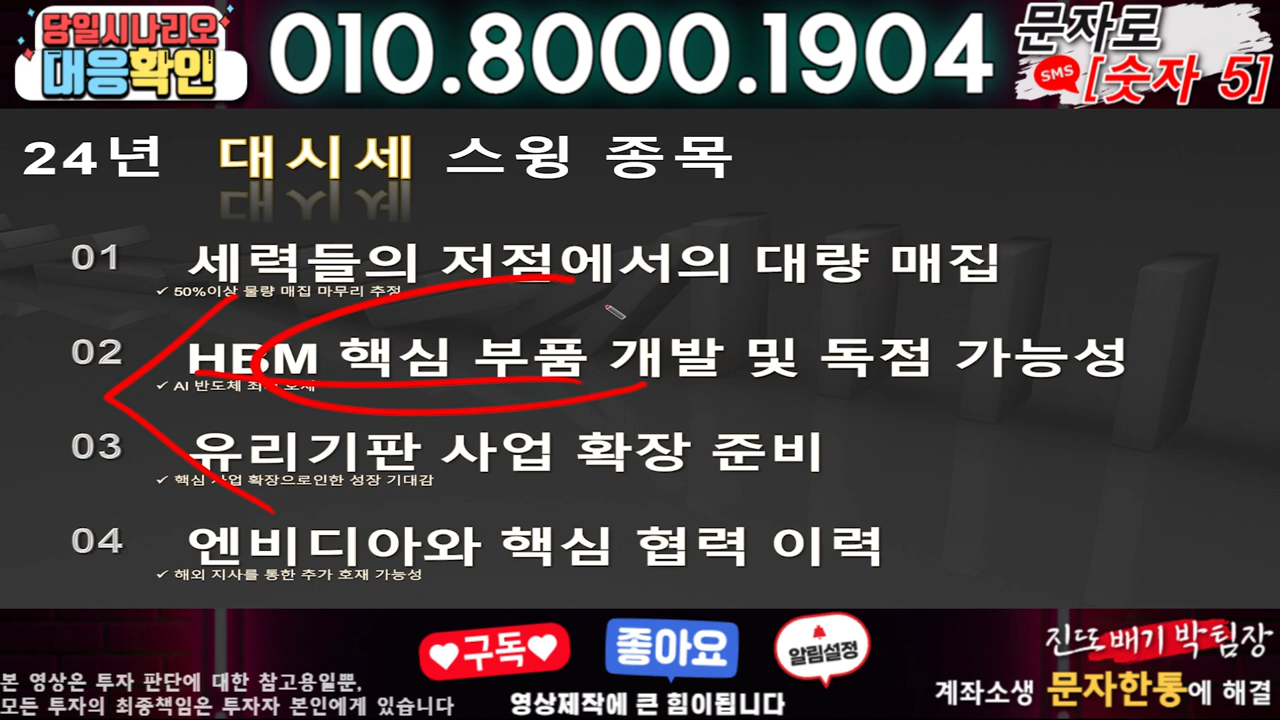 당일시나리오
대응확인
010.8000.1904
문자로
SMS
[숫자 5]
24년 대시세 스윙 종목
01 세력들의 저점에서의 대량 매집
✓ 50%이상 물량 매집 마무리 추정
02 HBM 핵심 부품 개발 및 독점 가능성
✓ AI 반도체 호재
03 유리기판 사업 확장 준비
✓ 핵심 사업 확장으로인한 성장 기대감
04 엔비디아와 핵심 협력 이력
✓ 해외 지사를 통한 추가 호재 가능성
구독
좋아요
알림설정
진또배기 박팀장
본 영상은 투자 판단에 대한 참고용일뿐,
모든 투자의 최종책임은 투자자 본인에게 있습니다
영상제작에 큰 힘이됩니다
계좌소생 문자한통에 해결